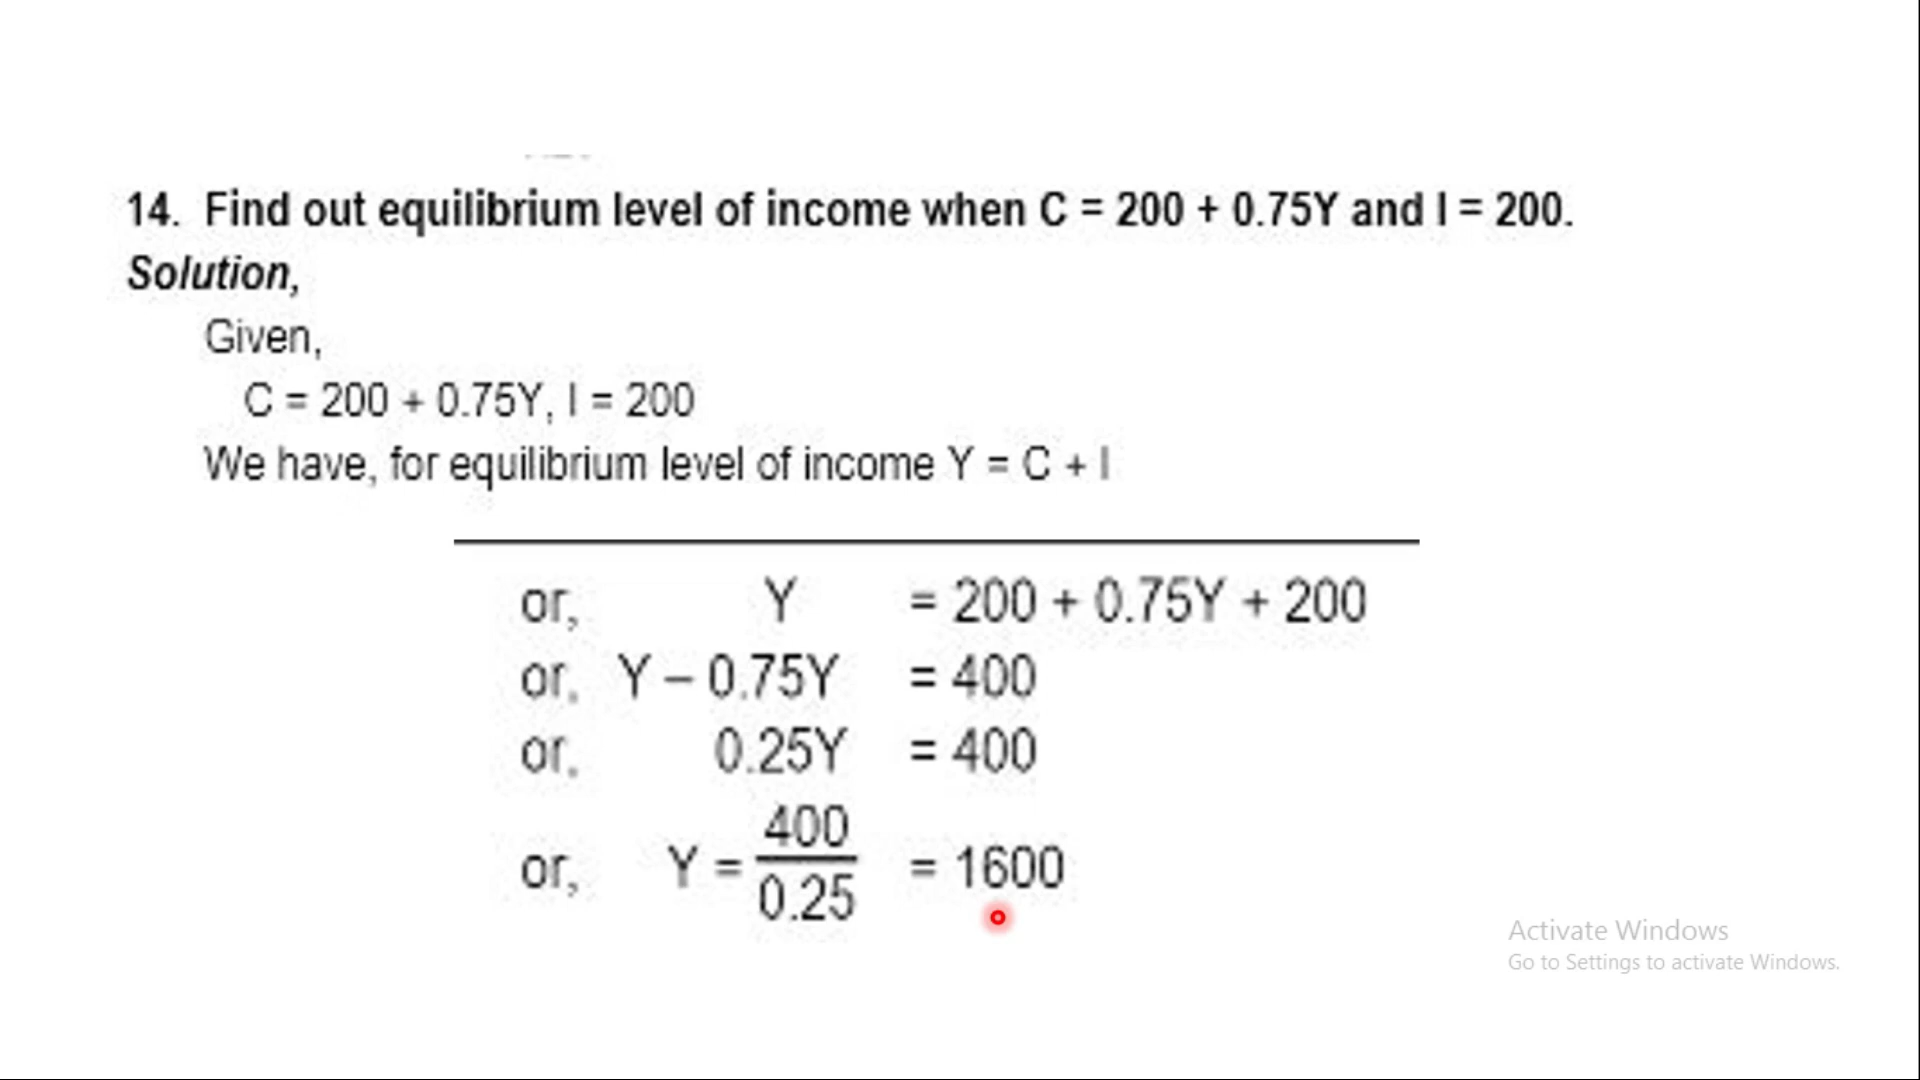 14. Find out equilibrium level of income when C = 200 + 0.75Y and I = 200.
Solution,
Given,
C = 200 + 0.75Y, I = 200
We have, for equilibrium level of income Y = C + I
or, Y = 200 + 0.75Y + 200
or, Y – 0.75Y = 400
or, 0.25Y = 400
or, Y = 400/0.25 = 1600
Activate Windows
Go to Settings to activate Windows.